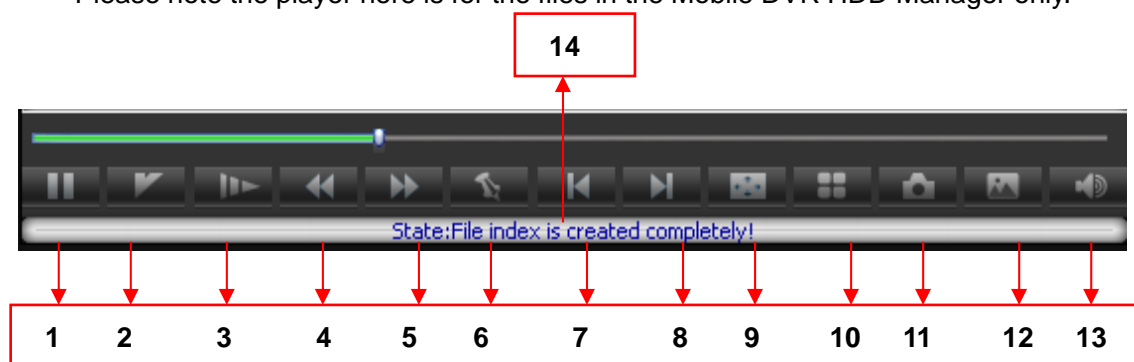 Please note the player here is for the files in the Mobile DVR HDD Manager only.
14
State:File index is created completely!
1 2 3 4 5 6 7 8 9 10 11 12 13